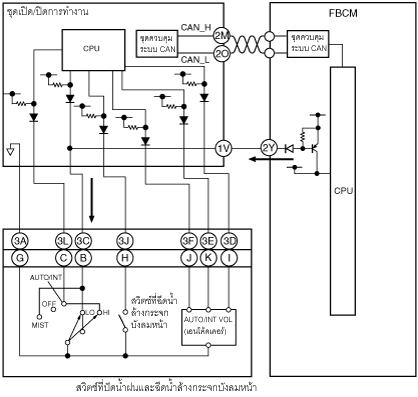 ชุดเปิด/ปิดการทำงาน
FBCM
CPU
ชุดควบคุม
ระบบ CAN
CAN_H
2M
2O
CAN_L
ชุดควบคุม
ระบบ CAN
1V
2Y
CPU
3A
3L
3C
3J
3F
3E
3D
G
C
B
H
J
K
I
AUTO/INT
OFF
MIST
LO
HI
สวิตช์ที่ฉีดน้ำ
ล้างกระจก
บังลมหน้า
AUTO/INT VOL
(เอนโค้ดเดอร์)
สวิตช์ที่ปัดน้ำฝนและฉีดน้ำล้างกระจกบังลมหน้า